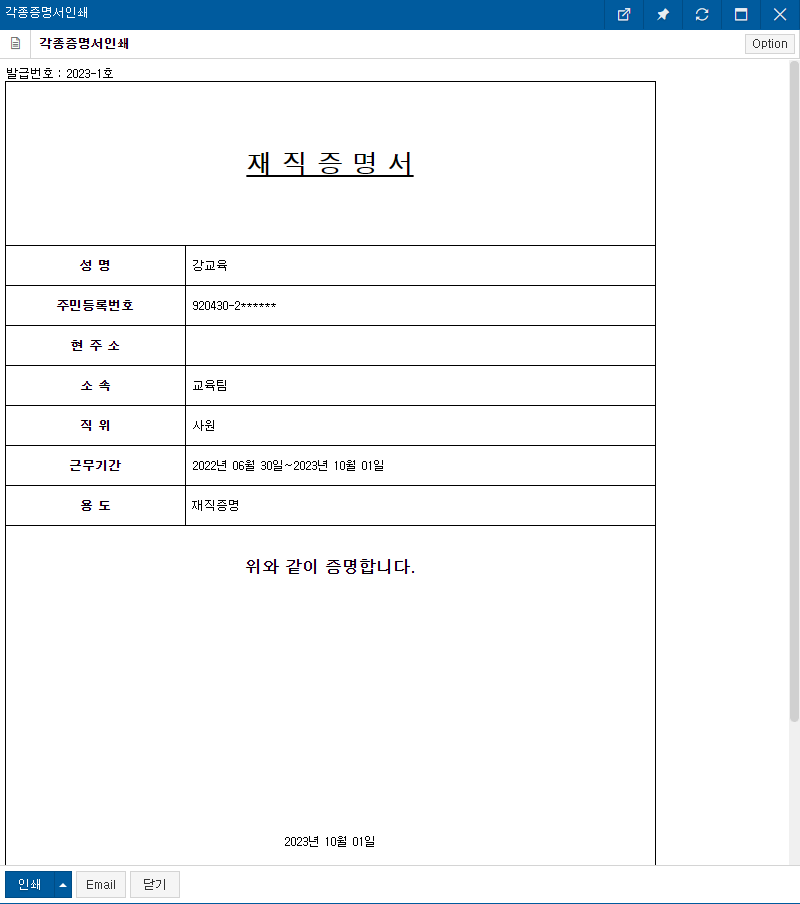 각종증명서인쇄
각종증명서인쇄
Option
발급번호 : 2023-1호
재 직 증 명 서
성 명 강교육
주민등록번호 920430-2******
현 주 소
소 속 교육팀
직 위 사원
근무기간 2022년 06월 30일~2023년 10월 01일
용 도 재직증명
위와 같이 증명합니다.
2023년 10월 01일
인쇄 Email 닫기